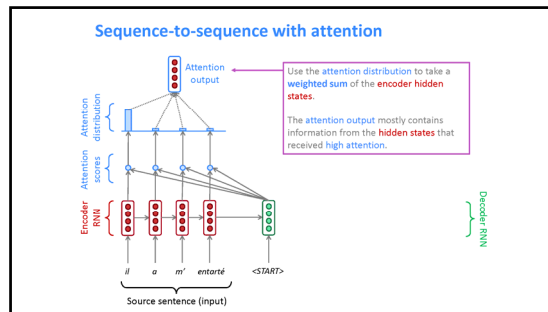 Sequence-to-sequence with attention
Attention
output
Use the attention distribution to take a
weighted sum of the encoder hidden
states.
The attention output mostly contains
information from the hidden states that
received high attention.
Attention
distribution
Attention
scores
Encoder
RNN
Decoder RNN
il a m' entarté <START>
Source sentence (input)